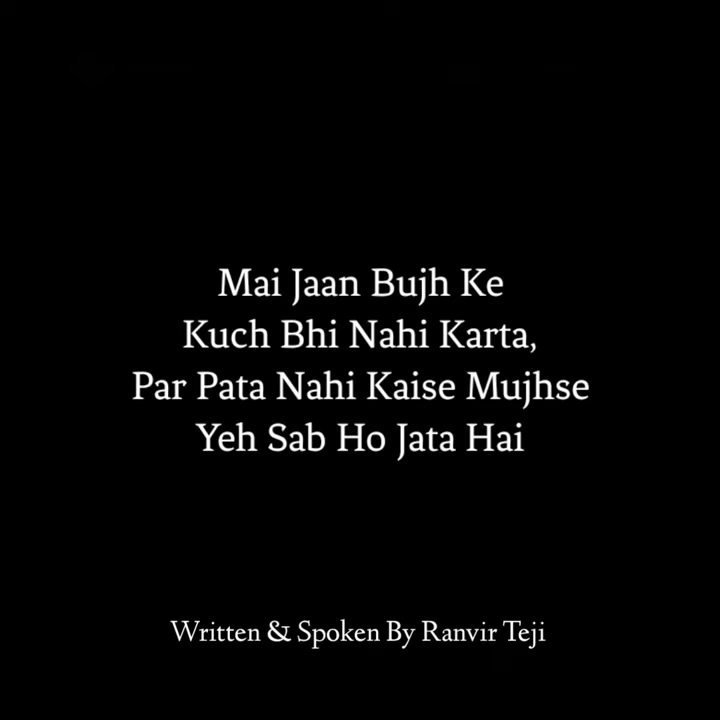 Mai Jaan Bujh Ke
Kuch Bhi Nahi Karta,
Par Pata Nahi Kaise Mujhse
Yeh Sab Ho Jata Hai
Written & Spoken By Ranvir Teji